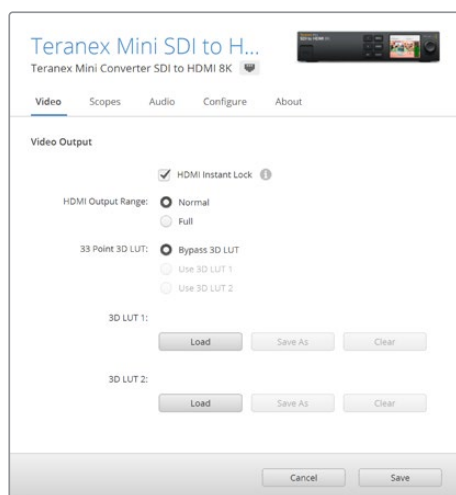 Teranex Mini SDI to H...
Teranex Mini Converter SDI to HDMI 8K
Video Scopes Audio Configure About
Video Output
HDMI Instant Lock
HDMI Output Range: Normal
Full
33 Point 3D LUT: Bypass 3D LUT
Use 3D LUT 1
Use 3D LUT 2
3D LUT 1:
Load Save As Clear
3D LUT 2:
Load Save As Clear
Cancel Save